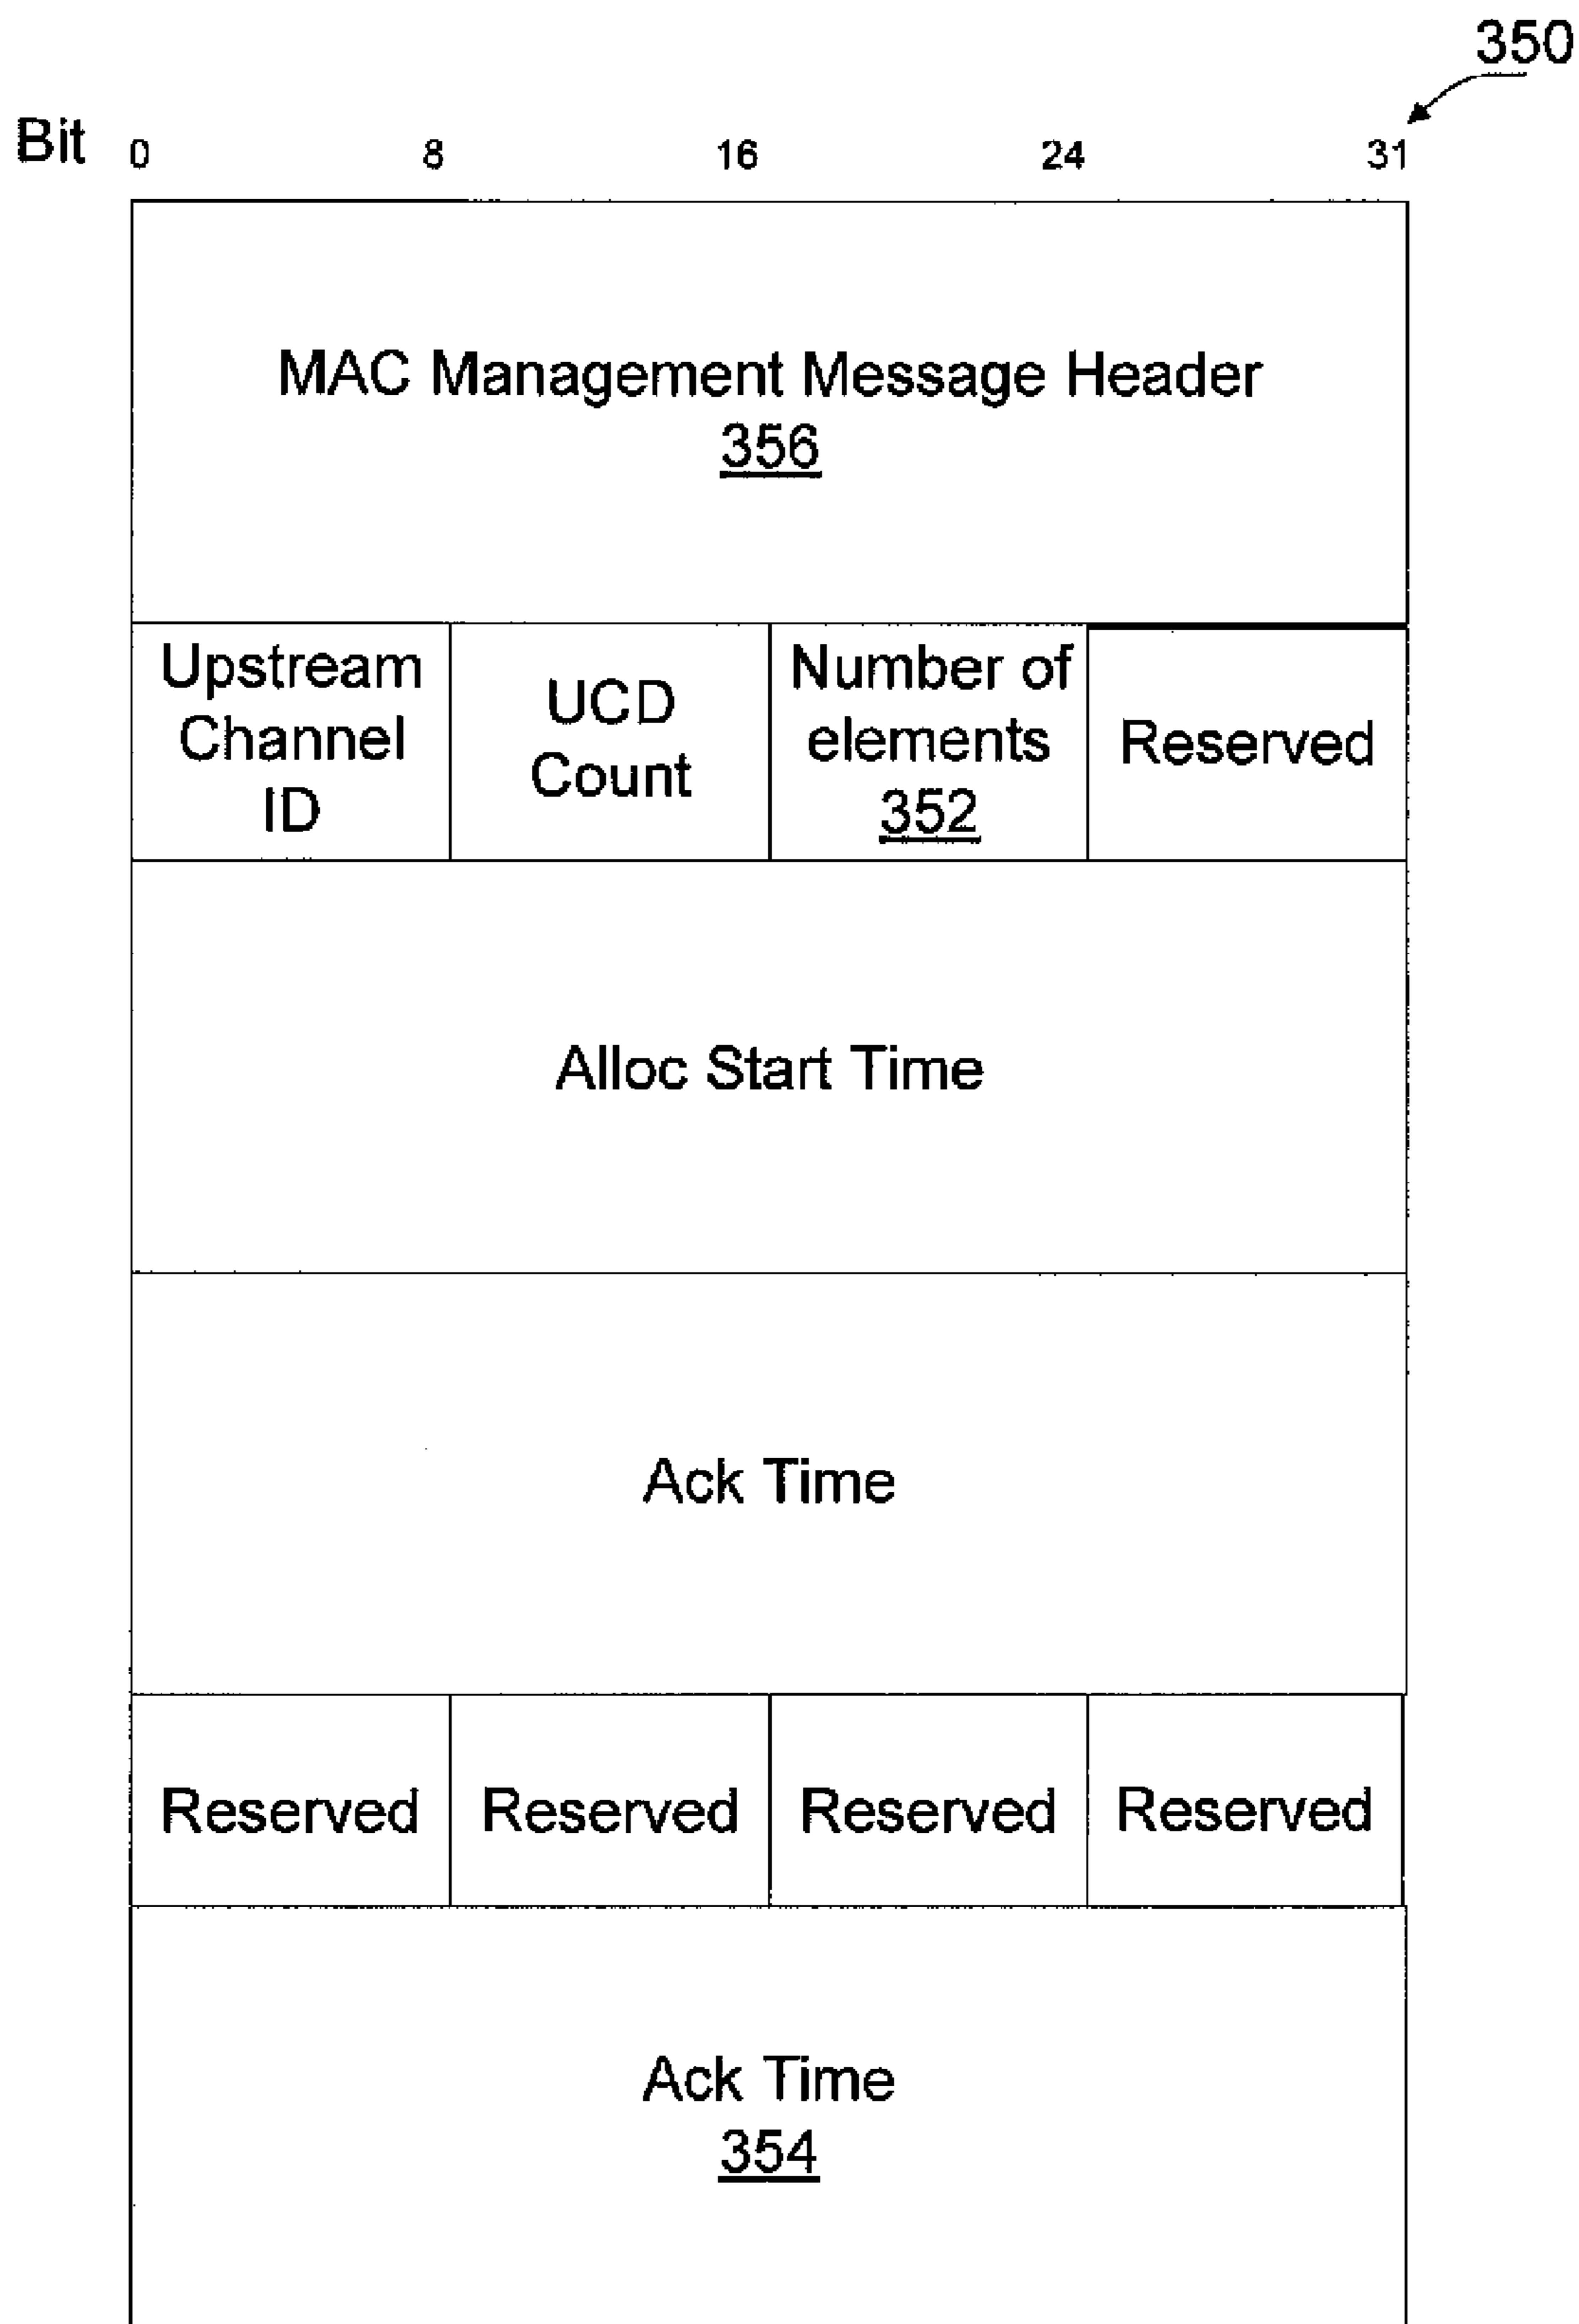 350
Bit 0 8 16 24 31
MAC Management Message Header
356
Upstream
Channel
ID
UCD
Count
Number of
elements
352
Reserved
Alloc Start Time
Ack Time
Reserved Reserved Reserved Reserved
Ack Time
354